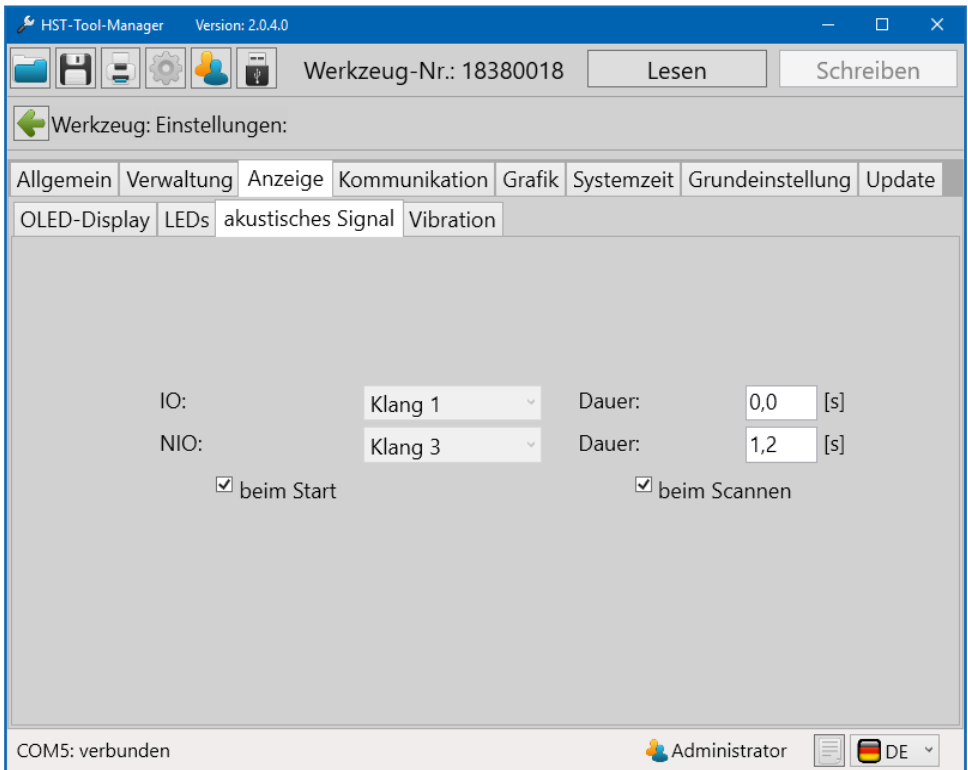 HST-Tool-Manager Version: 2.0.4.0
Werkzeug-Nr.: 18380018 Lesen Schreiben
Werkzeug: Einstellungen:
Allgemein Verwaltung Anzeige Kommunikation Grafik Systemzeit Grundeinstellung Update
OLED-Display LEDs akustisches Signal Vibration
IO: Klang 1 Dauer: 0,0 [s]
NIO: Klang 3 Dauer: 1,2 [s]
beim Start beim Scannen
COM5: verbunden Administrator DE